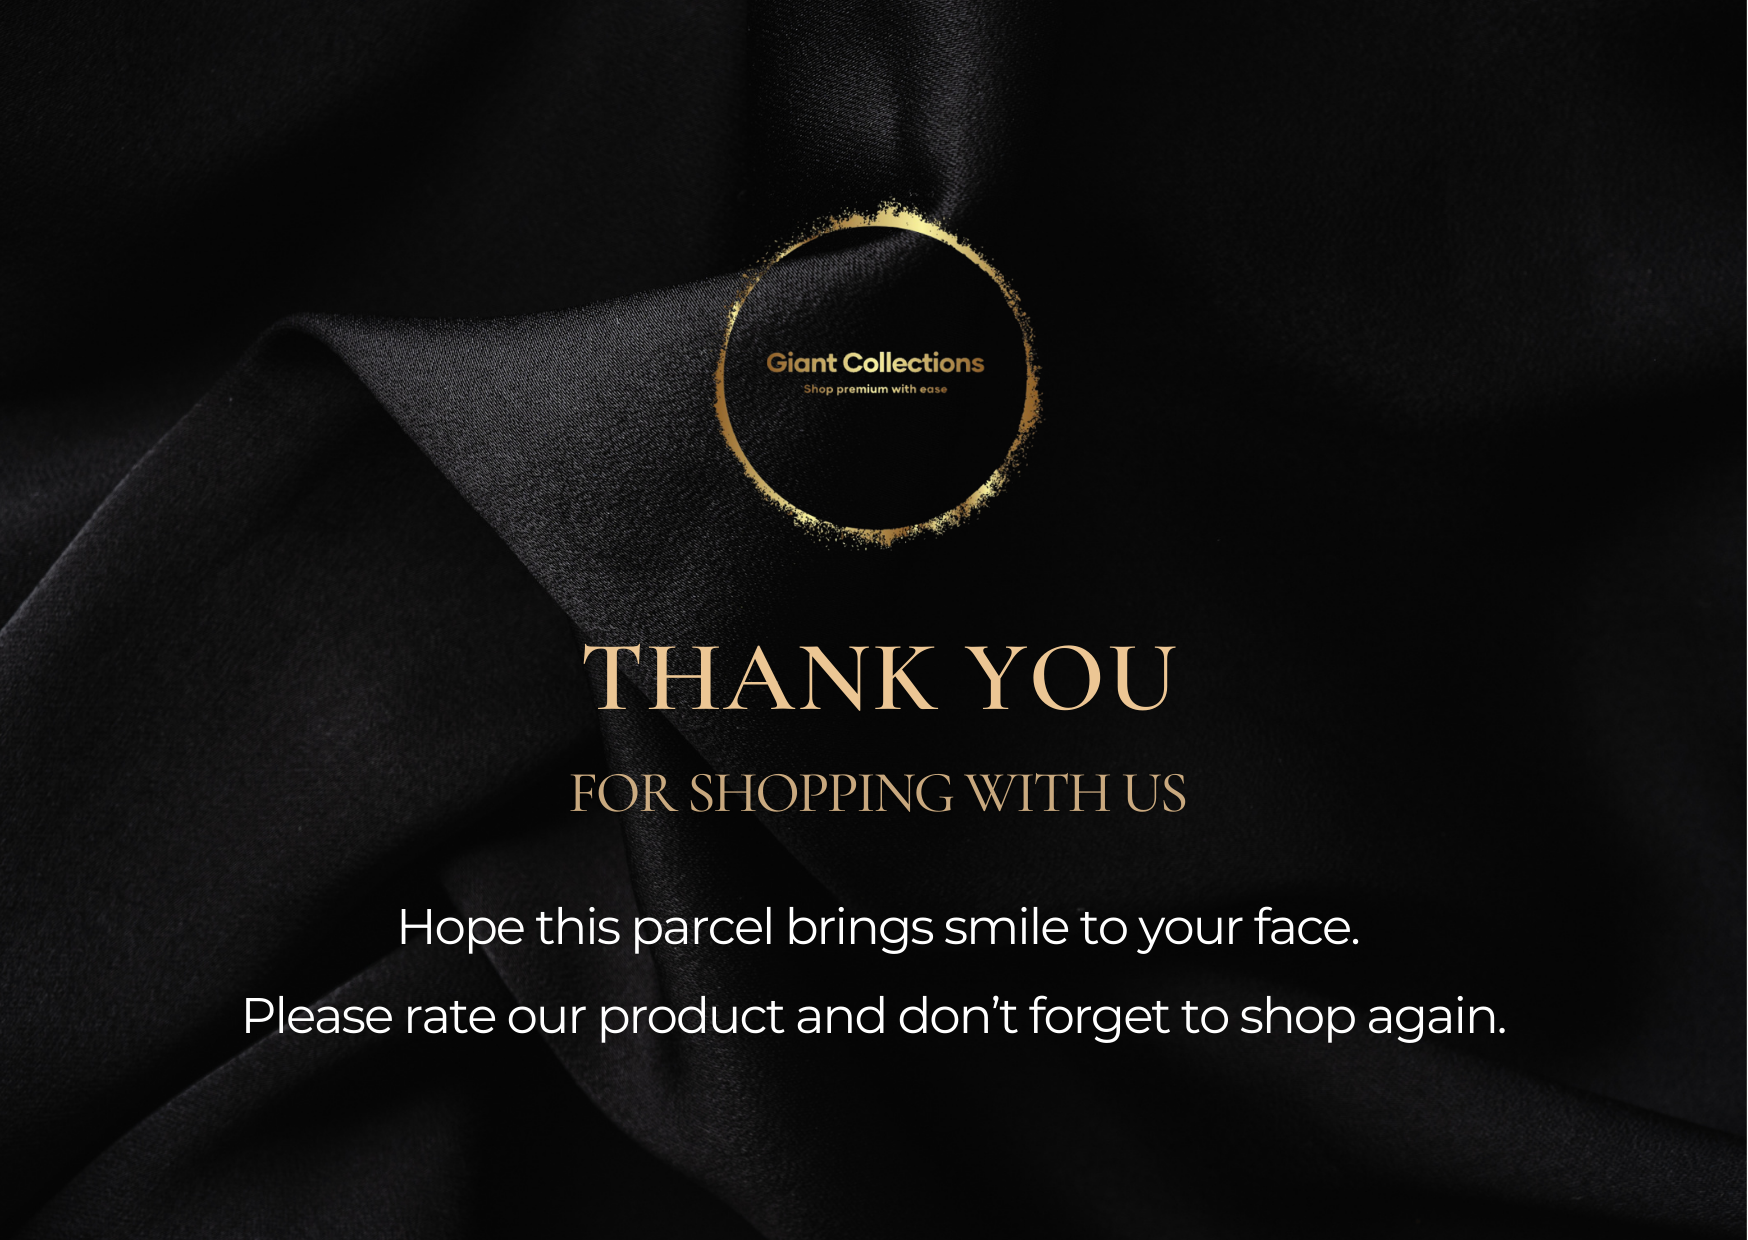 Giant Collections
Shop premium with ease
THANK YOU
FOR SHOPPING WITH US
Hope this parcel brings smile to your face.
Please rate our product and don’t forget to shop again.